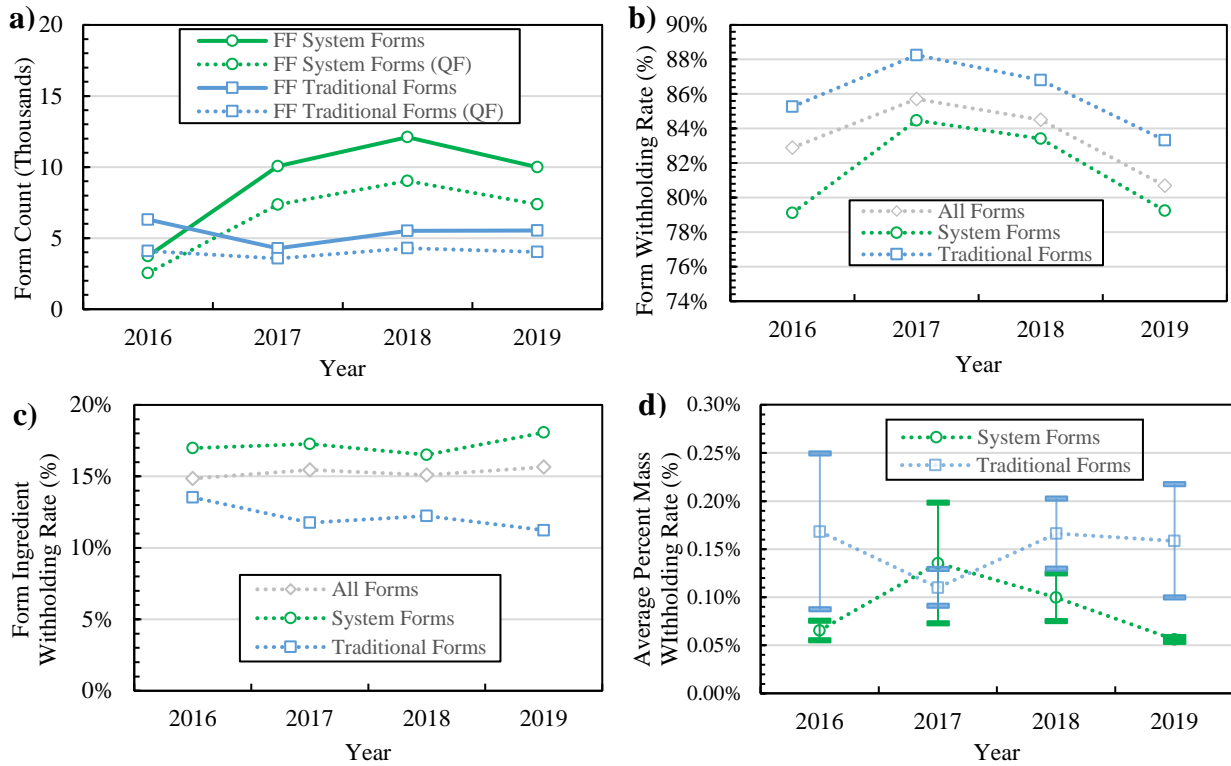 a)
20
15
10
5
0
Form Count (Thousands)
FF System Forms
FF System Forms (QF)
FF Traditional Forms
FF Traditional Forms (QF)
2016 2017 2018 2019
Year
b)
90%
88%
86%
84%
82%
80%
78%
76%
74%
Form Withholding Rate (%)
All Forms
System Forms
Traditional Forms
2016 2017 2018 2019
Year
c)
20%
15%
10%
5%
0%
Form Ingredient
Withholding Rate (%)
All Forms
System Forms
Traditional Forms
2016 2017 2018 2019
Year
d)
0.30%
0.25%
0.20%
0.15%
0.10%
0.05%
0.00%
Average Percent Mass
WIthholding Rate (%)
System Forms
Traditional Forms
2016 2017 2018 2019
Year